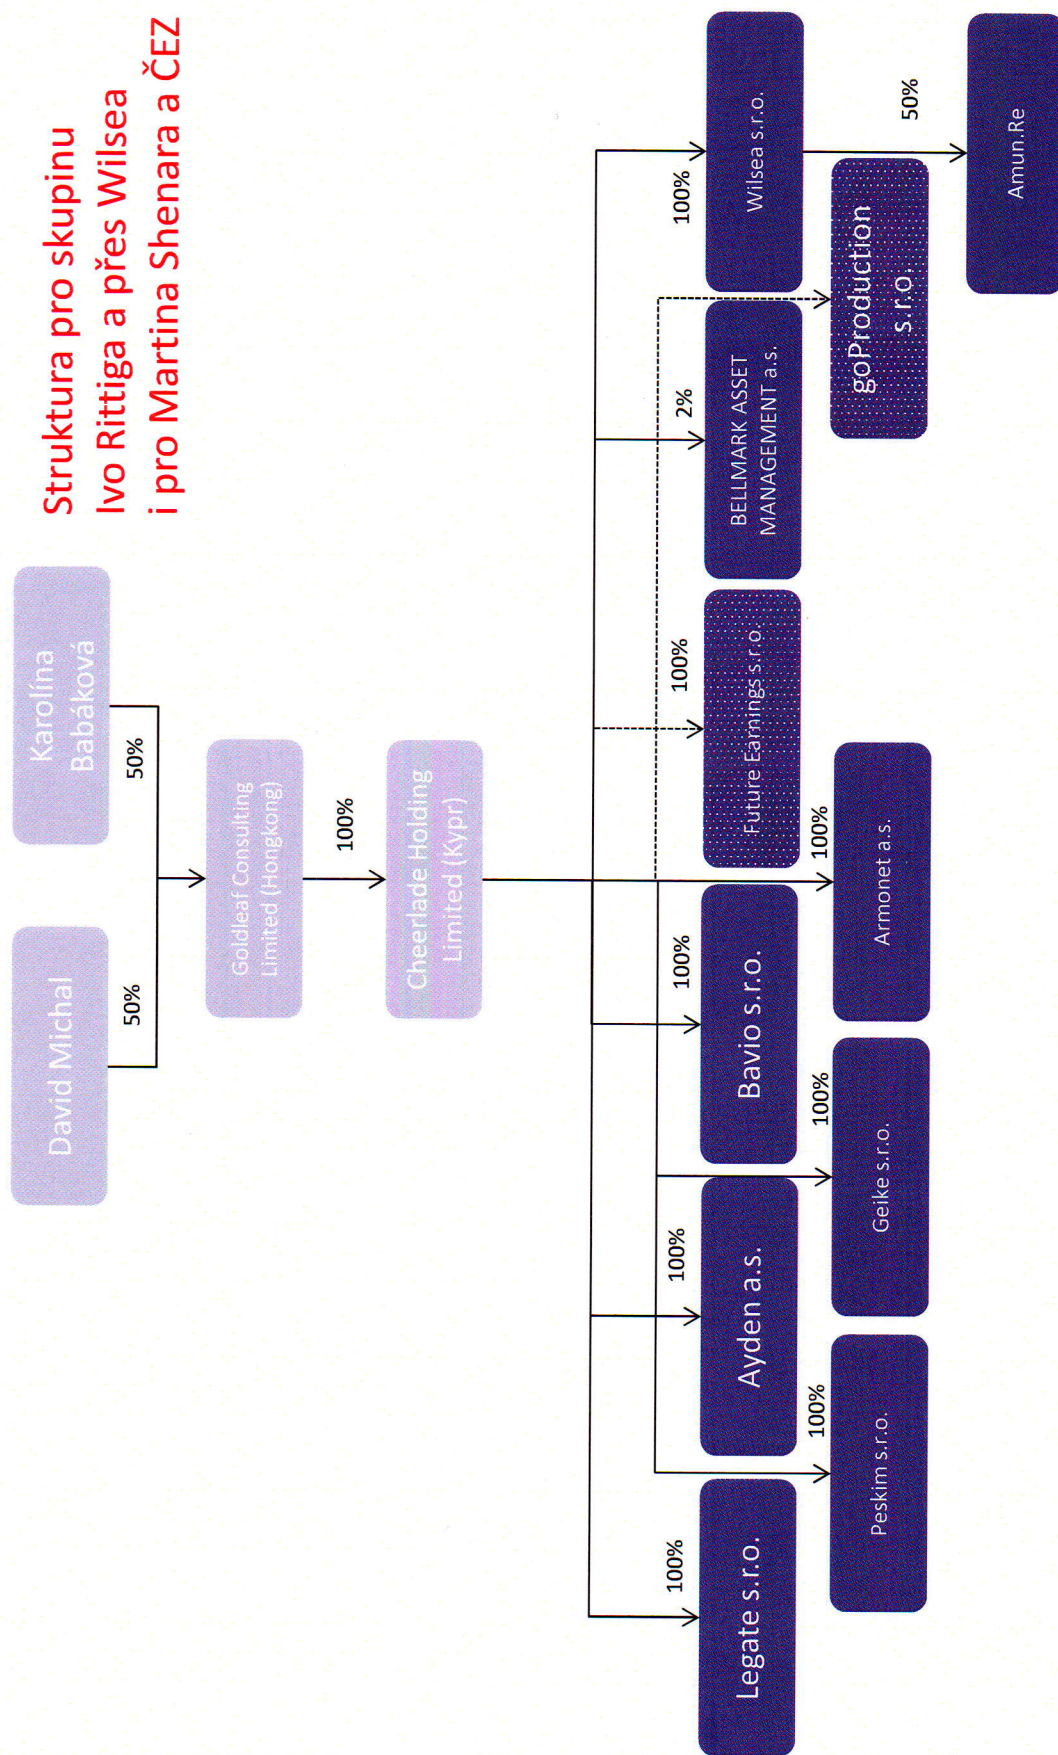 Struktura pro skupinu
Ivo Rittiga a přes Wilsea
i pro Martina Shenara a ČEZ
David Michal
Karolína
Babáková
50%
50%
Goldleaf Consulting
Limited (Hongkong)
100%
Cheerlade Holding
Limited (Kypr)
100%
100%
100%
100%
2%
100%
Legate s.r.o.
Ayden a.s.
Bavio s.r.o.
Future Earnings s.r.o.
BELLMARK ASSET
MANAGEMENT a.s.
Wilsea s.r.o.
100%
100%
100%
50%
Peskim s.r.o.
Geike s.r.o.
Armonet a.s.
goProduction
s.r.o.
Amun.Re